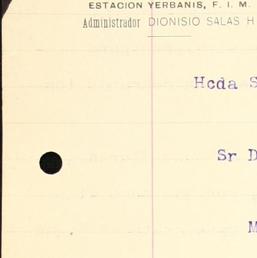 ESTACION YERBANIS, F. I. M.
Administrador DIONISIO SALAS H
Hcda S
Sr D
M